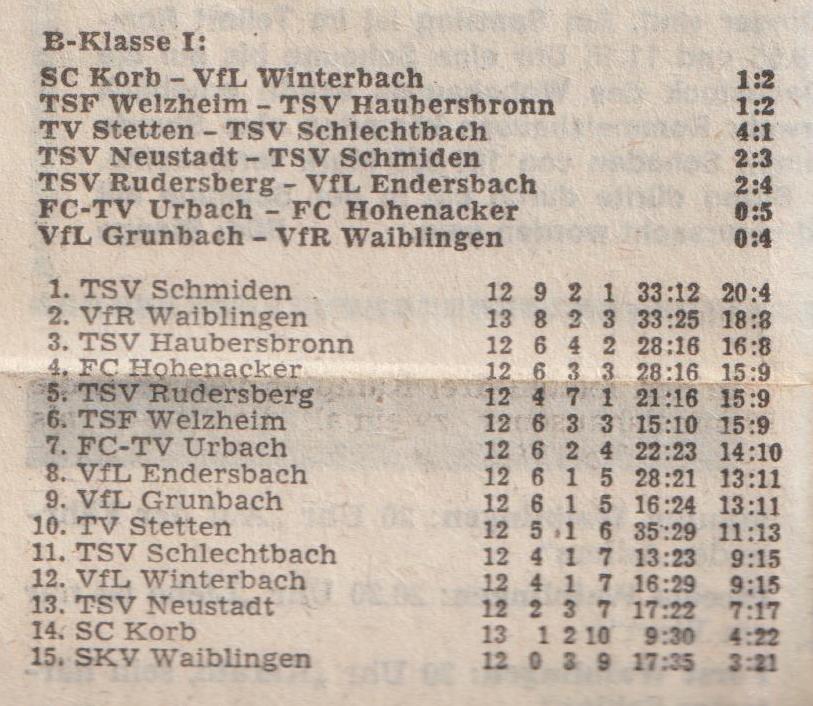 B-Klasse I:
SC Korb – VfL Winterbach 1:2
TSF Welzheim – TSV Haubersbronn 1:2
TV Stetten – TSV Schlechtbach 4:1
TSV Neustadt – TSV Schmiden 2:3
TSV Rudersberg – VfL Endersbach 2:4
FC-TV Urbach – FC Hohenacker 0:5
VfL Grunbach – VfR Waiblingen 0:4
1. TSV Schmiden 12 9 2 1 33:12 20:4
2. VfR Waiblingen 13 8 2 3 33:25 18:8
3. TSV Haubersbronn 12 6 4 2 28:16 16:8
4. FC Hohenacker 12 6 3 3 28:16 15:9
5. TSV Rudersberg 12 4 7 1 21:16 15:9
6. TSF Welzheim 12 6 3 3 15:10 15:9
7. FC-TV Urbach 12 6 2 4 22:23 14:10
8. VfL Endersbach 12 6 1 5 28:21 13:11
9. VfL Grunbach 12 6 1 5 16:24 13:11
10. TV Stetten 12 5 1 6 35:29 11:13
11. TSV Schlechtbach 12 4 1 7 13:23 9:15
12. VfL Winterbach 12 4 1 7 16:29 9:15
13. TSV Neustadt 12 2 3 7 17:22 7:17
14. SC Korb 13 1 2 10 9:30 4:22
15. SKV Waiblingen 12 0 3 9 17:35 3:21